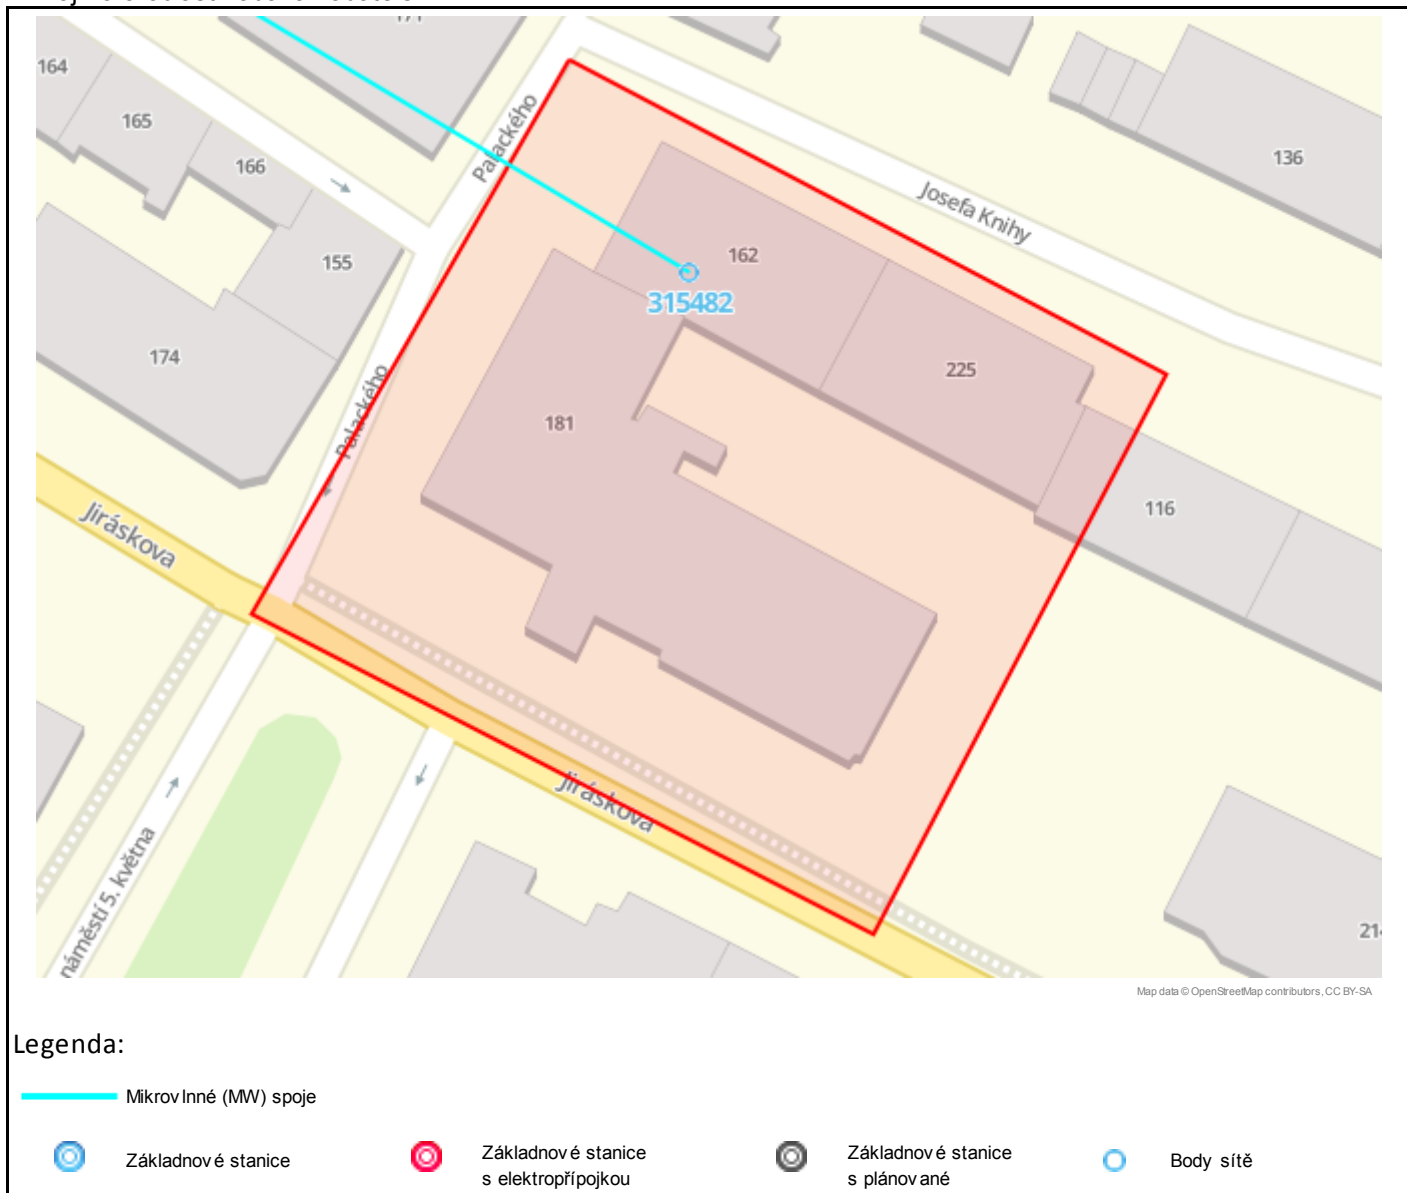 164
165
166
Palackého
136
Josefa Knihy
162
155
315482
174
225
Palackého
181
116
Jiráskova
Jiráskova
náměstí 5. května
Map data © OpenStreetMap contributors, CC BY-SA
Legenda:
Mikrovlnné (MW) spoje
Základnové stanice
Základnové stanice
s elektropřípojkou
Základnové stanice
s plánované
Body sítě